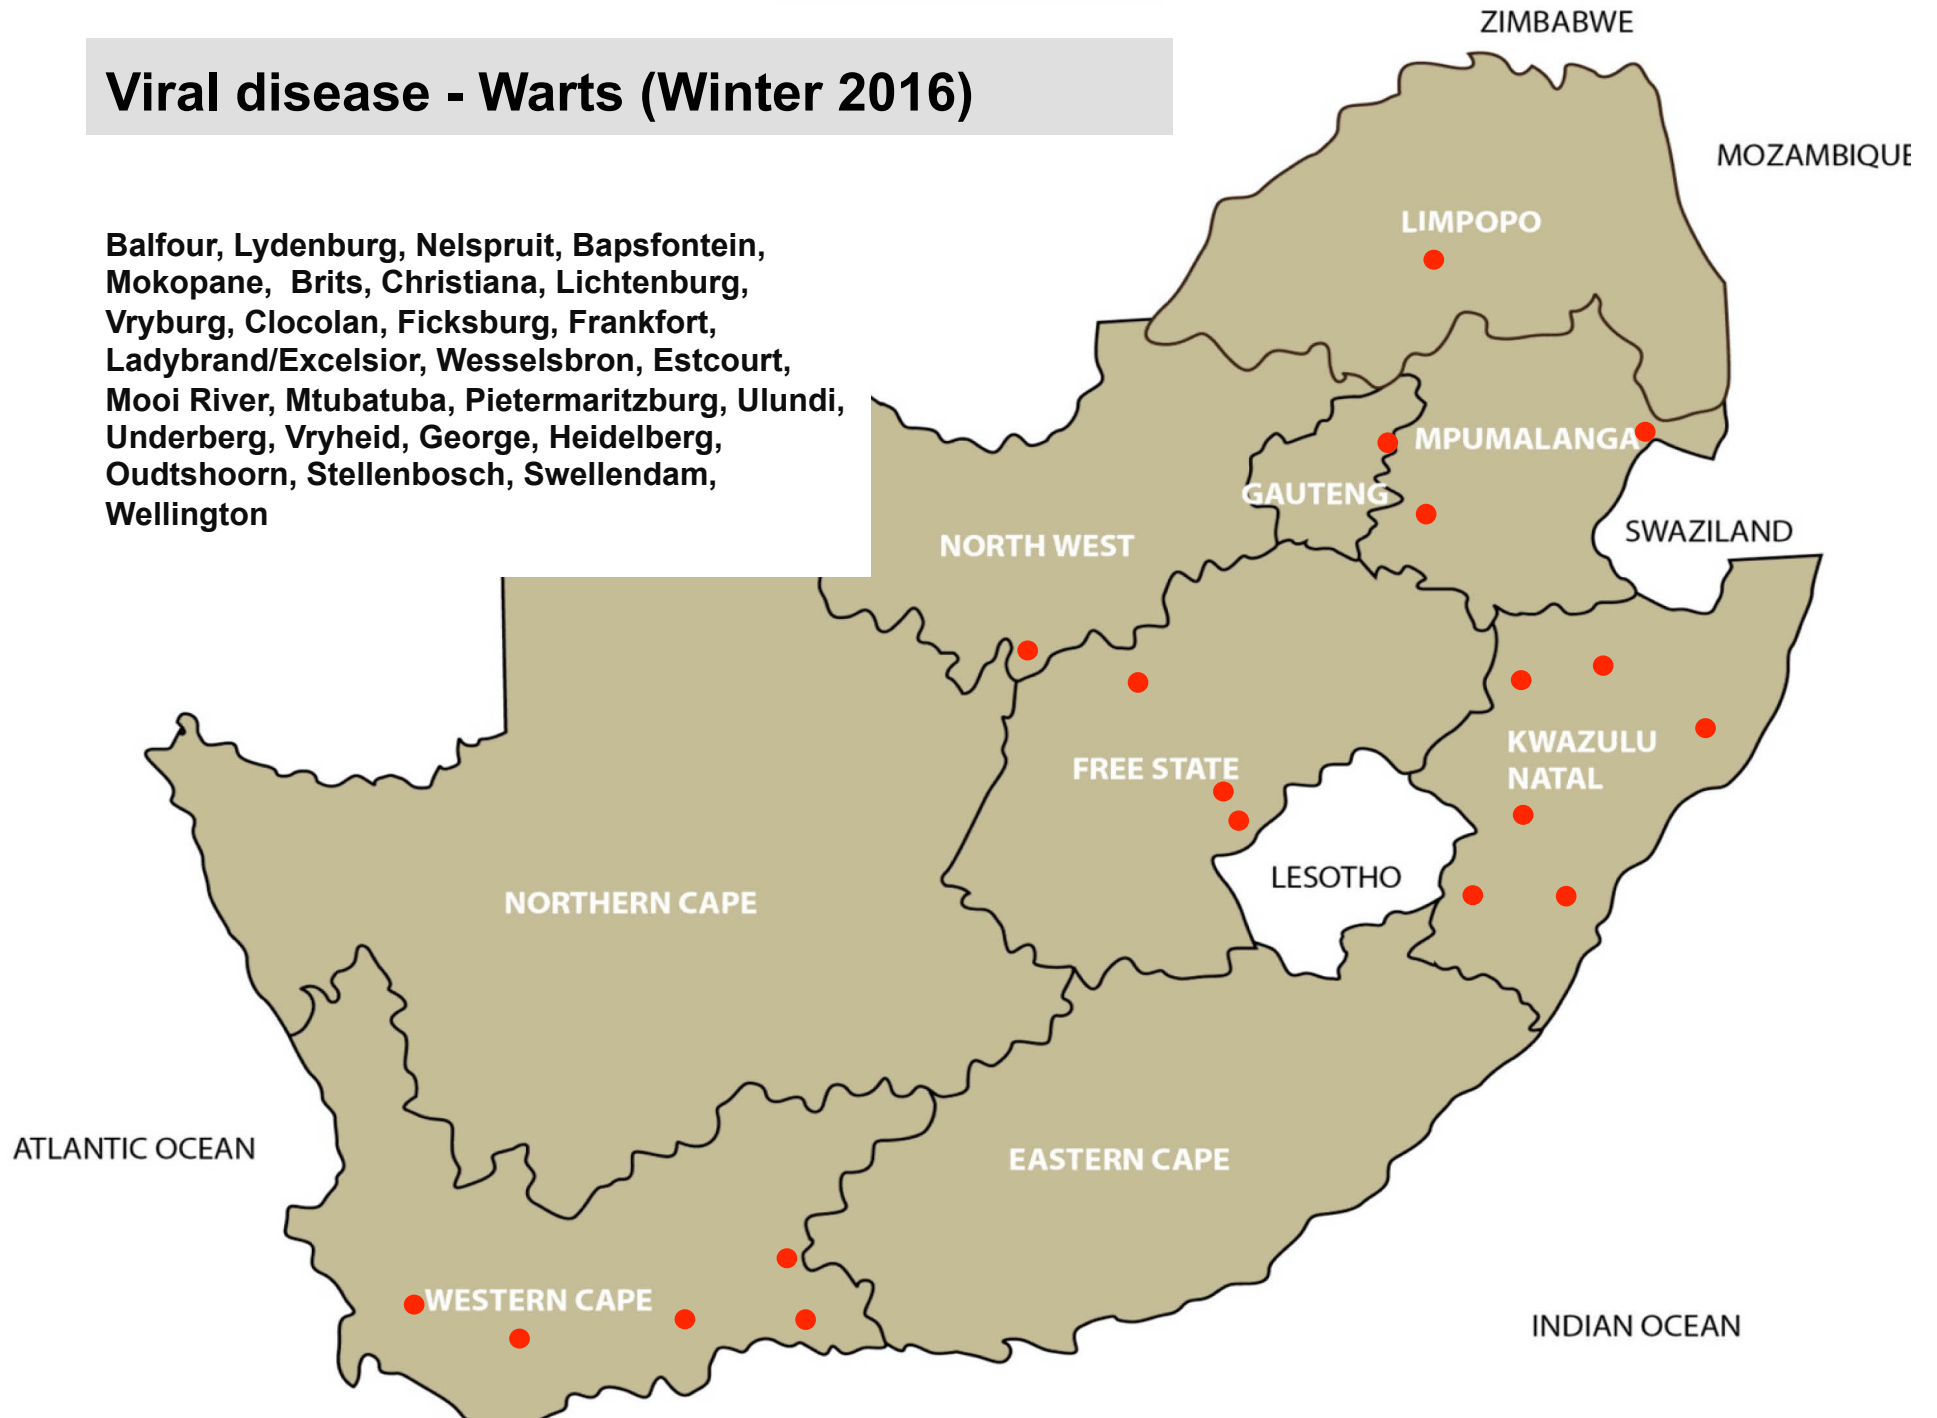 ZIMBABWE
Viral disease - Warts (Winter 2016)
MOZAMBIQUE
LIMPOPO
Balfour, Lydenburg, Nelspruit, Bapsfontein,
Mokopane, Brits, Christiana, Lichtenburg,
Vryburg, Clocolan, Ficksburg, Frankfort,
Ladybrand/Excelsior, Wesselsbron, Estcourt,
Mooi River, Mtubatuba, Pietermaritzburg, Ulundi,
Underberg, Vryheid, George, Heidelberg,
Oudtshoorn, Stellenbosch, Swellendam,
Wellington
MPUMALANGA
GAUTENG
SWAZILAND
NORTH WEST
KWAZULU
NATAL
FREE STATE
LESOTHO
NORTHERN CAPE
ATLANTIC OCEAN
EASTERN CAPE
WESTERN CAPE
INDIAN OCEAN